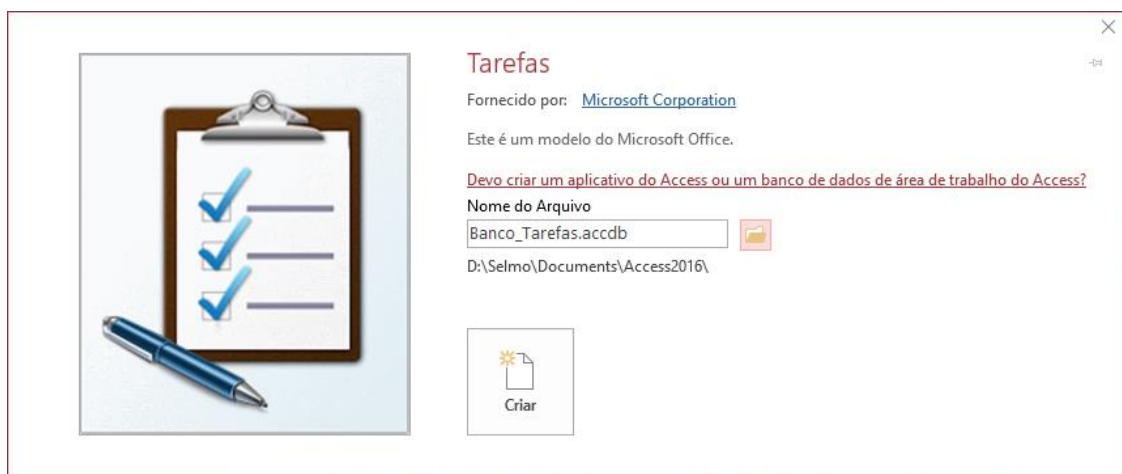 Tarefas
Fornecido por: Microsoft Corporation
Este é um modelo do Microsoft Office.
Devo criar um aplicativo do Access ou um banco de dados de área de trabalho do Access?
Nome do Arquivo
Banco_Tarefas.accdb
D:\Selmo\Documents\Access2016\
Criar